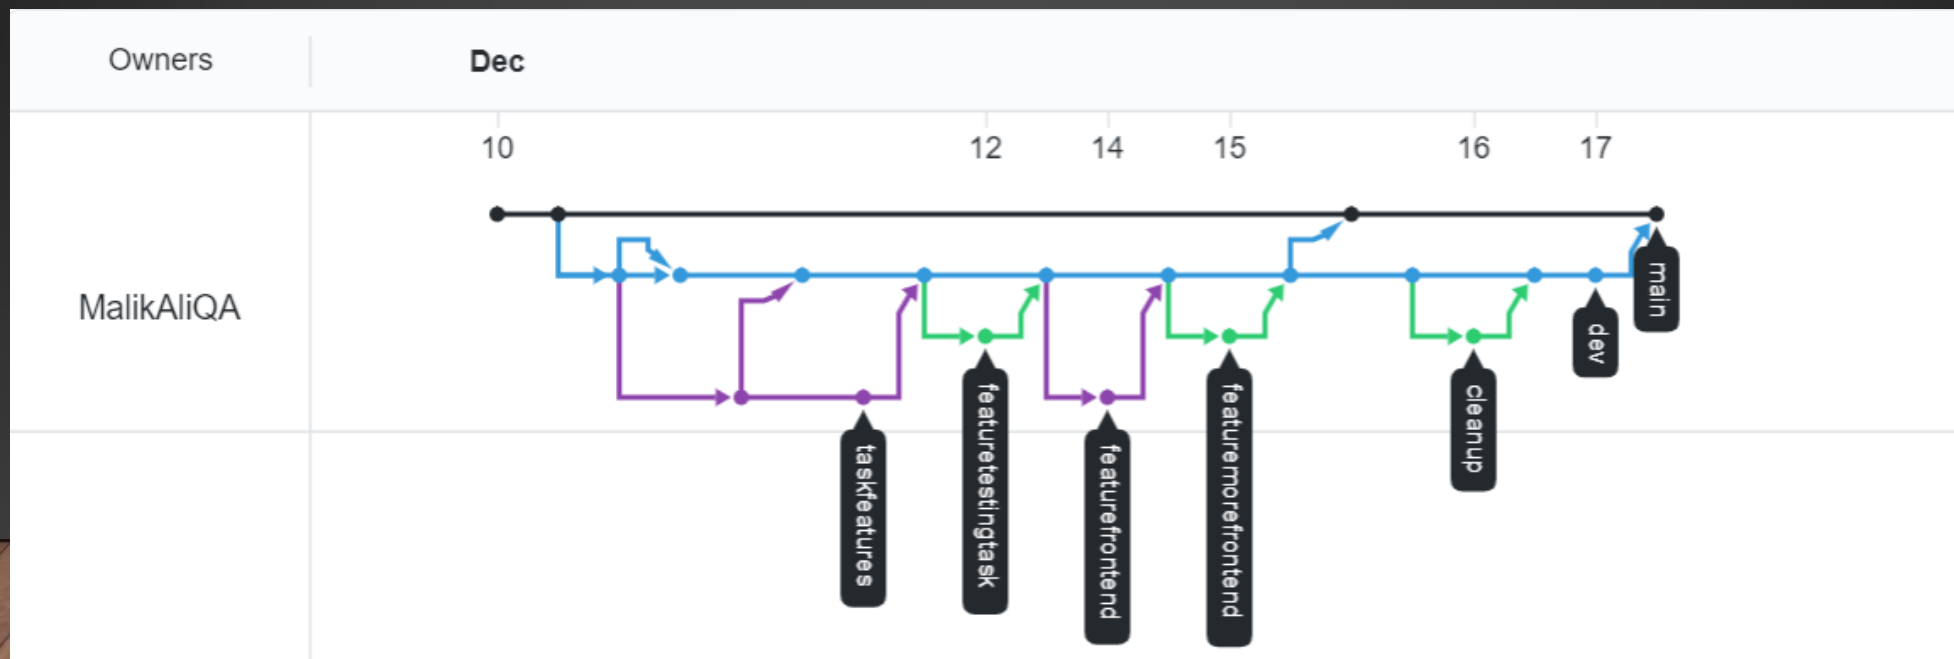 Owners
Dec
10
12
14
15
16
17
MalikAliQA
main
dev
cleanup
featuremorefrontend
featurefrontend
featuretestingtask
taskfeatures